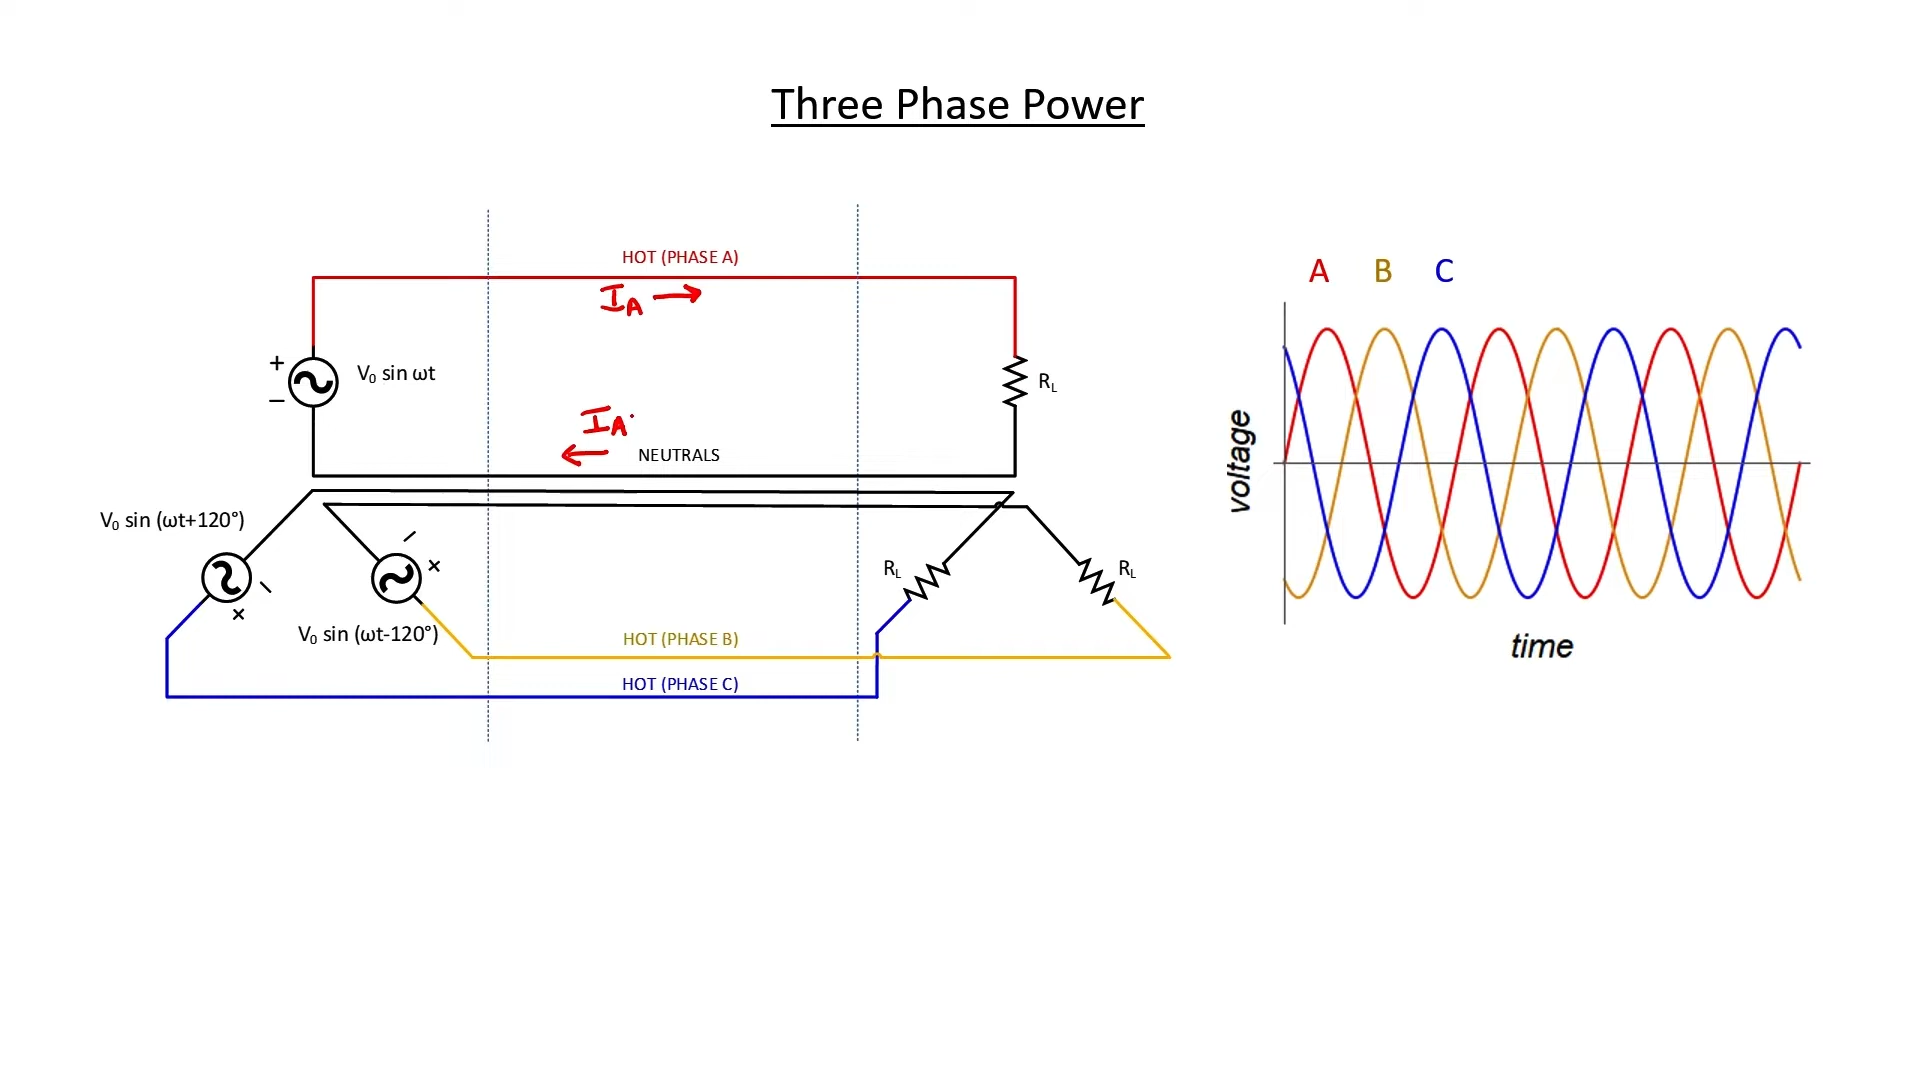 Three Phase Power
HOT (PHASE A)
I_A →
A B C
+
−
V₀ sin ωt
R_L
I_A
←
NEUTRALS
voltage
V₀ sin (ωt+120°)
−
+
−
+
R_L
R_L
V₀ sin (ωt-120°)
HOT (PHASE B)
time
HOT (PHASE C)